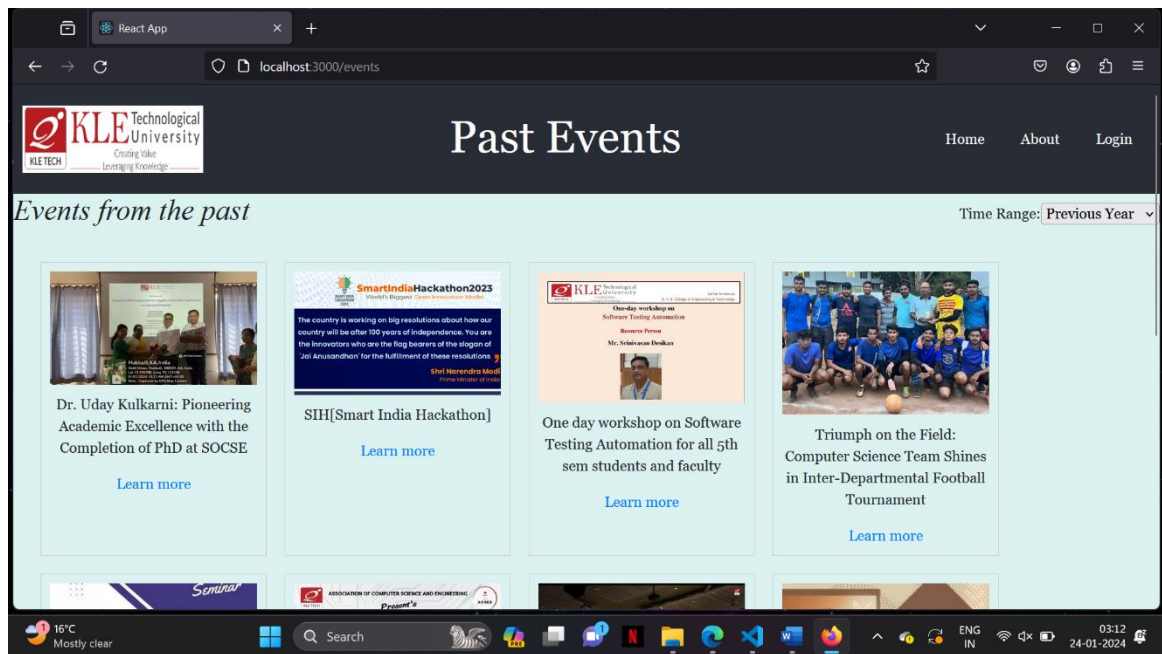 React App
localhost:3000/events
KLE Technological
University
Creating Value
Leveraging Knowledge
KLE TECH
Past Events
Home About Login
Events from the past
Time Range: Previous Year
SmartIndiaHackathon2023
World's Biggest Open Innovation Model
The country is working on big resolutions about how our
country will be after 100 years of independence. You are
the innovators who are the flag bearers of the slogan of
'Jai Anusandhan' for the fulfillment of these resolutions
Shri Narendra Modi
Prime Minister of India
KLE Technological
University
One-day workshop on
Software Testing Automation
Resource Person
Mr. Srinivasan Desikan
Dr. Uday Kulkarni: Pioneering
Academic Excellence with the
Completion of PhD at SOCSE
Learn more
SIH[Smart India Hackathon]
Learn more
One day workshop on Software
Testing Automation for all 5th
sem students and faculty
Learn more
Triumph on the Field:
Computer Science Team Shines
in Inter-Departmental Football
Tournament
Learn more
Seminar
ASSOCIATION OF COMPUTER SCIENCE AND ENGINEERING
Present's
1
16°C
Mostly clear
Search
PRE
1
ENG
IN
03:12
24-01-2024